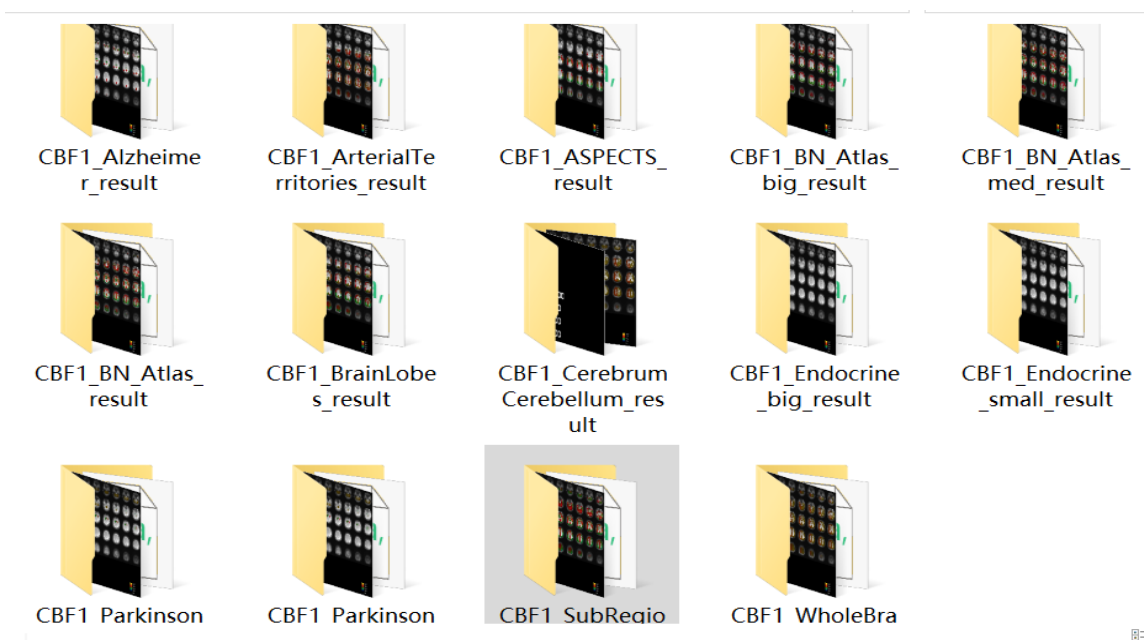 CBF1_Alzheime
r_result
CBF1_ArterialTe
rritories_result
CBF1_ASPECTS_
result
CBF1_BN_Atlas_
big_result
CBF1_BN_Atlas_
med_result
CBF1_BN_Atlas_
result
CBF1_BrainLobe
s_result
CBF1_Cerebrum
Cerebellum_res
ult
CBF1_Endocrine
_big_result
CBF1_Endocrine
_small_result
CBF1_Parkinson
CBF1_Parkinson
CBF1_SubRegio
CBF1_WholeBra